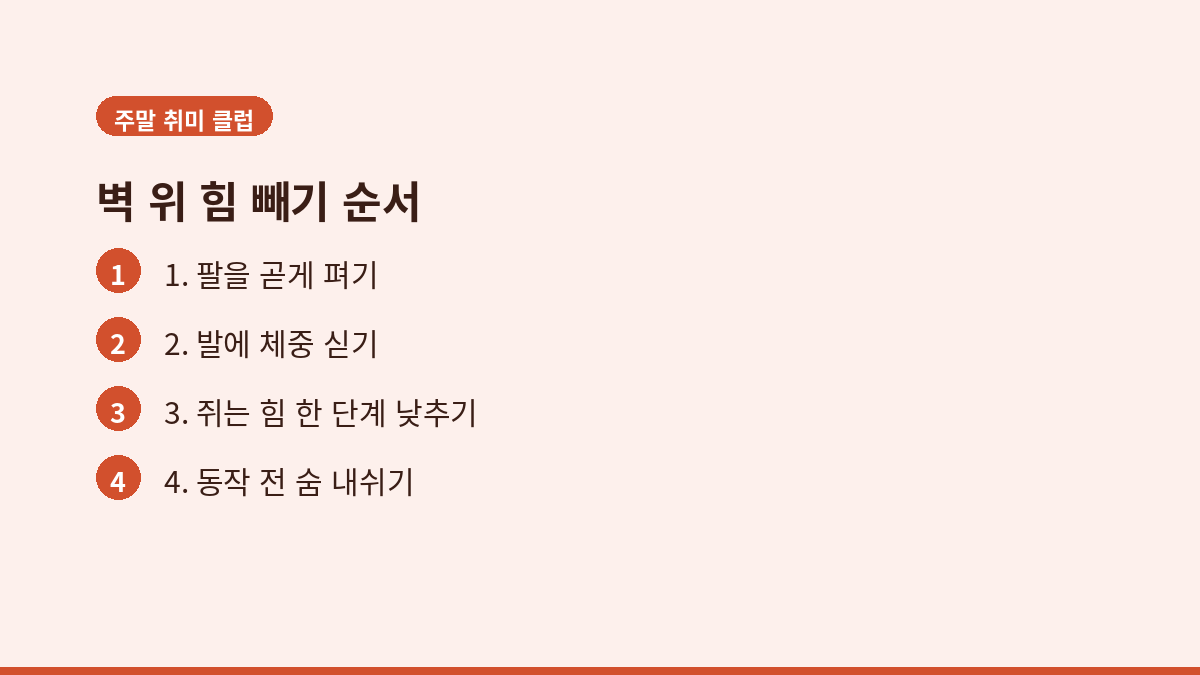 주말 취미 클럽
벽 위 힘 빼기 순서
1 1. 팔을 곧게 펴기
2 2. 발에 체중 싣기
3 3. 쥐는 힘 한 단계 낮추기
4 4. 동작 전 숨 내쉬기